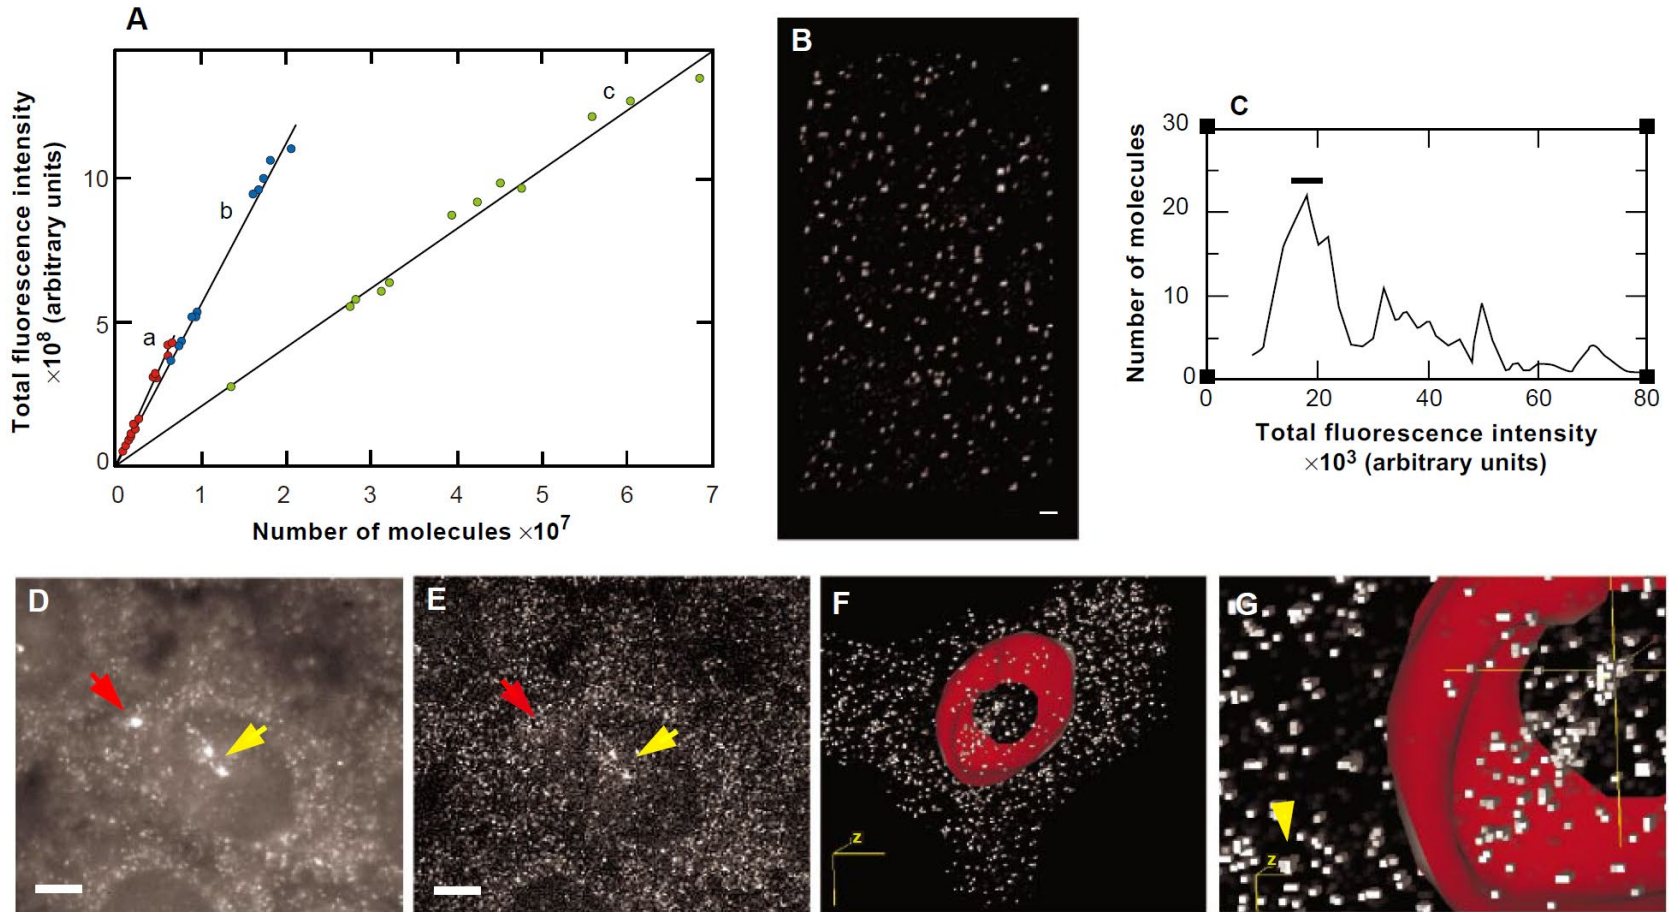 A
Total fluorescence intensity
×10⁸ (arbitrary units)
10
5
0
a
b
c
0 1 2 3 4 5 6 7
Number of molecules ×10⁷
B
C
Number of molecules
30
20
10
0
0 20 40 60 80
Total fluorescence intensity
×10³ (arbitrary units)
D
E
F
z
G
z